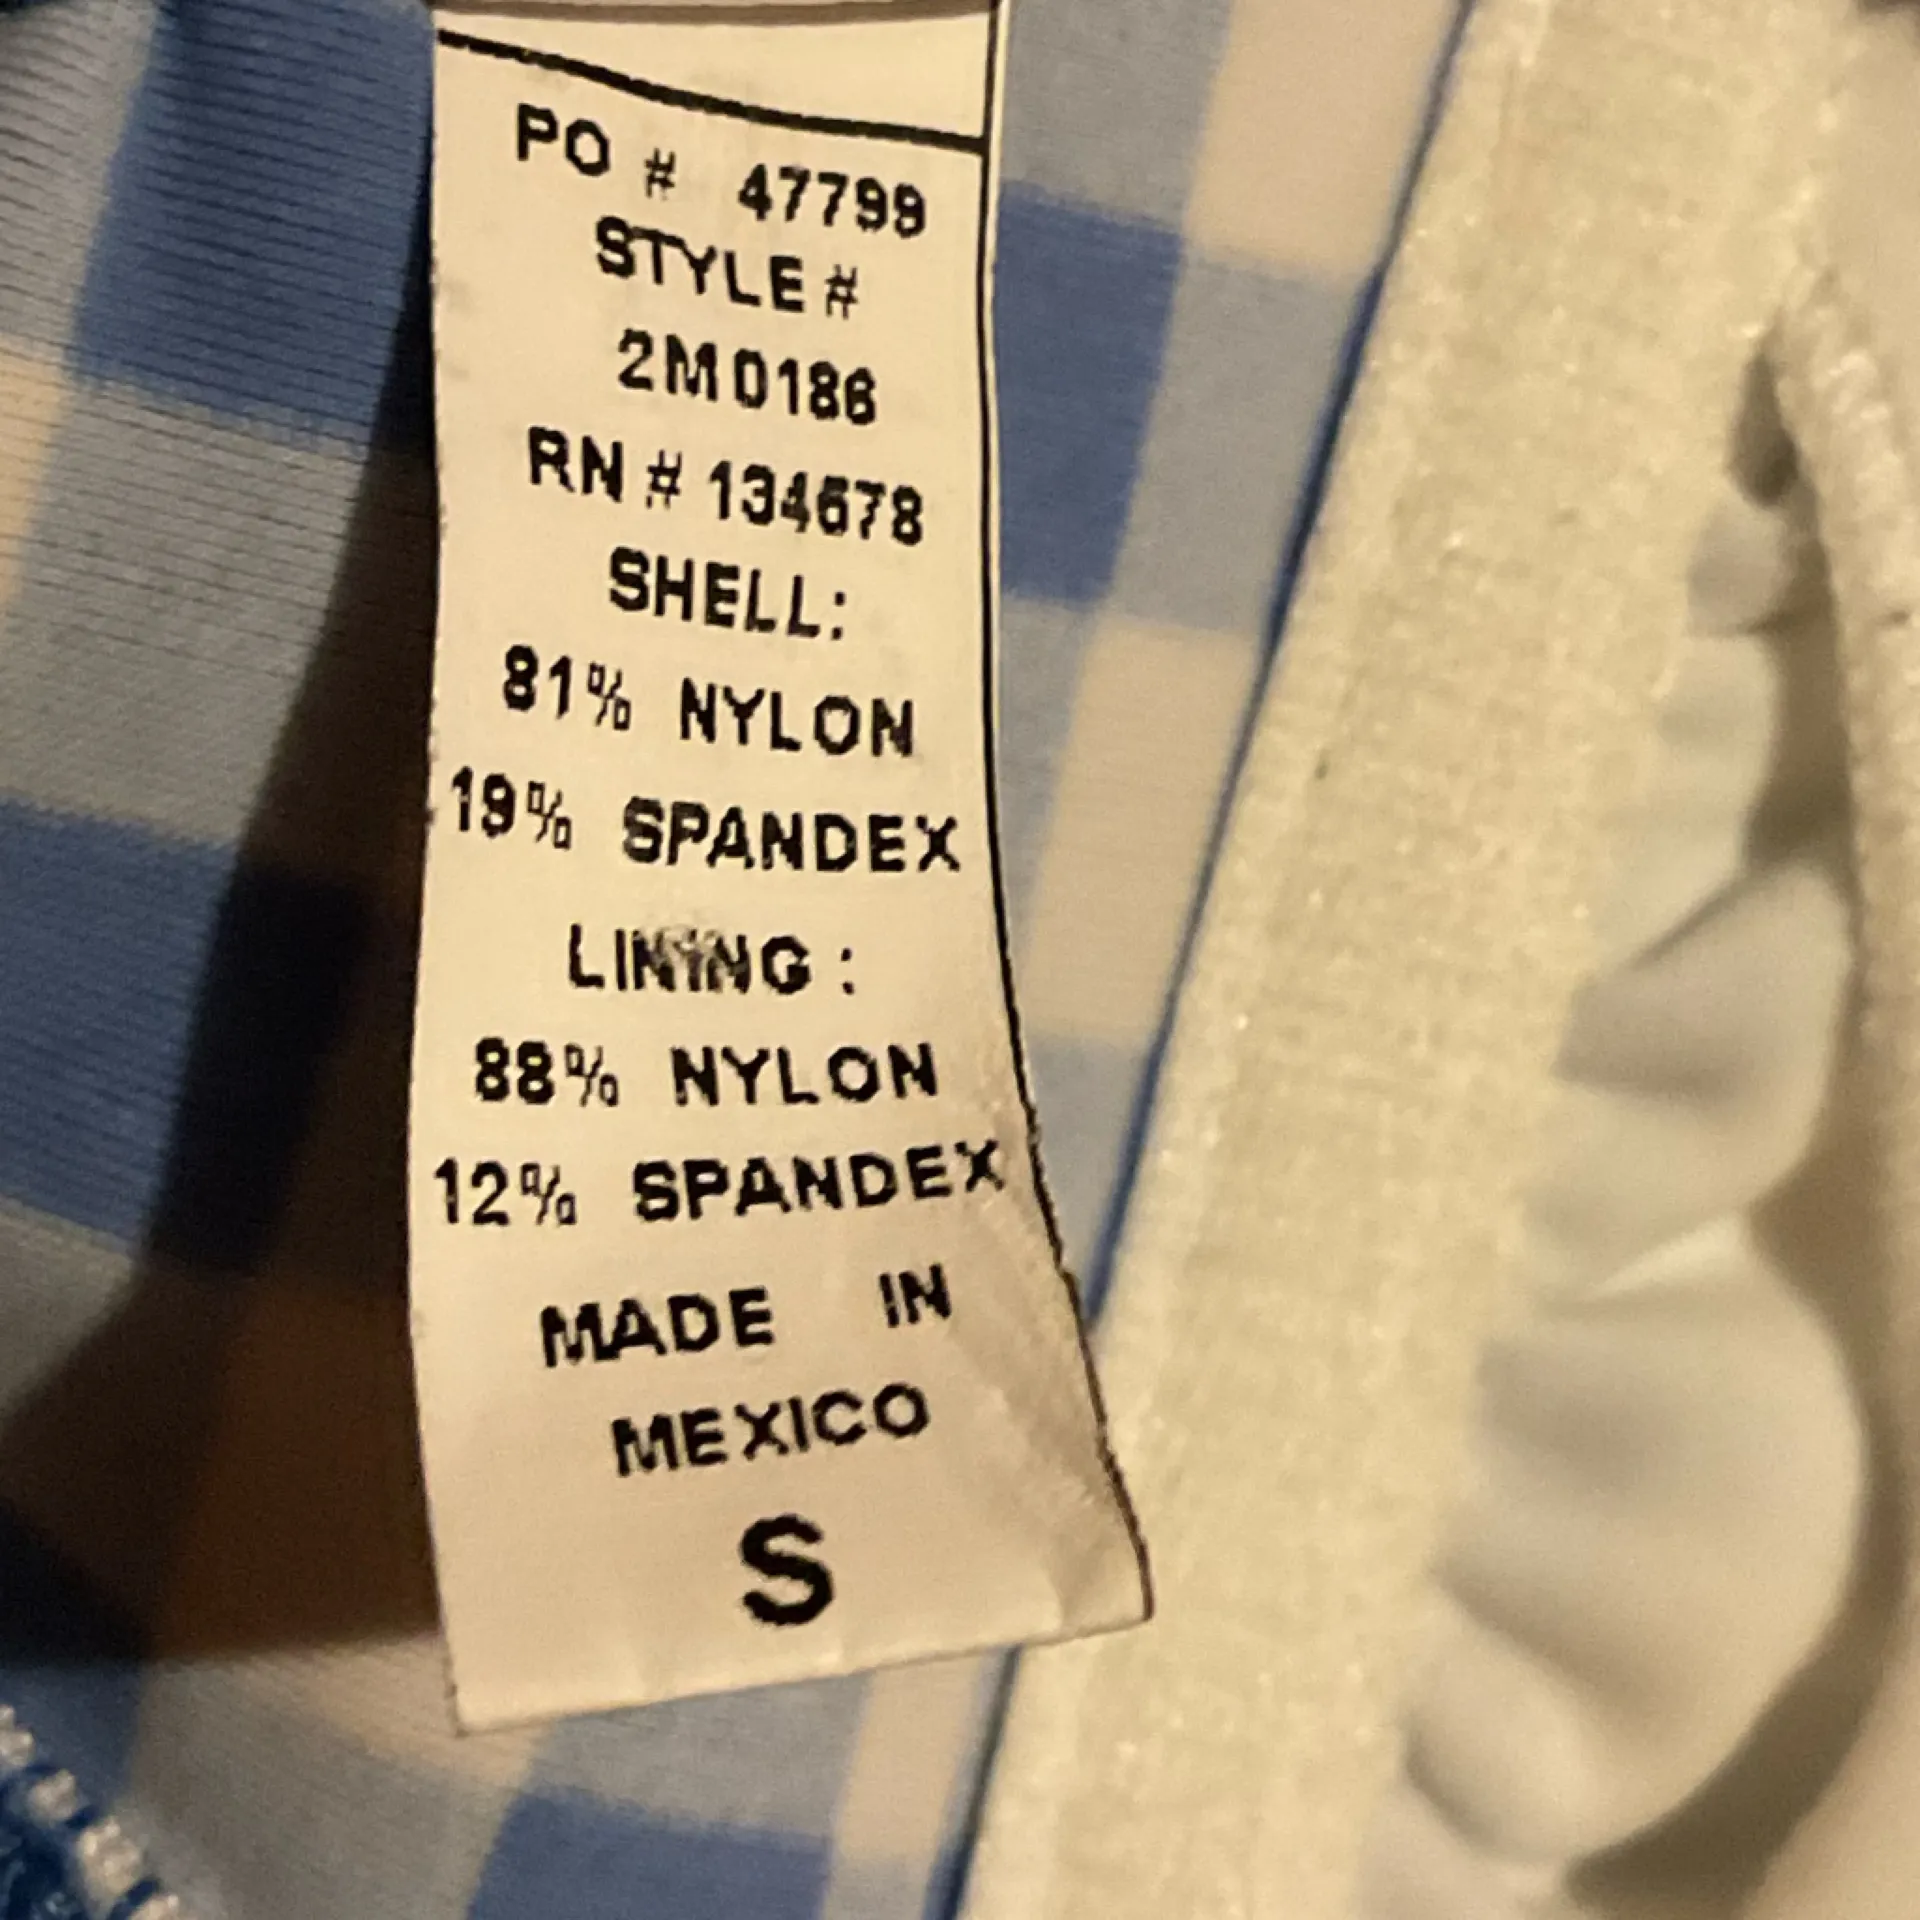 PO # 47799
STYLE #
2M0186
RN # 134678
SHELL:
81% NYLON
19% SPANDEX
LINING :
88% NYLON
12% SPANDEX
MADE IN
MEXICO
S